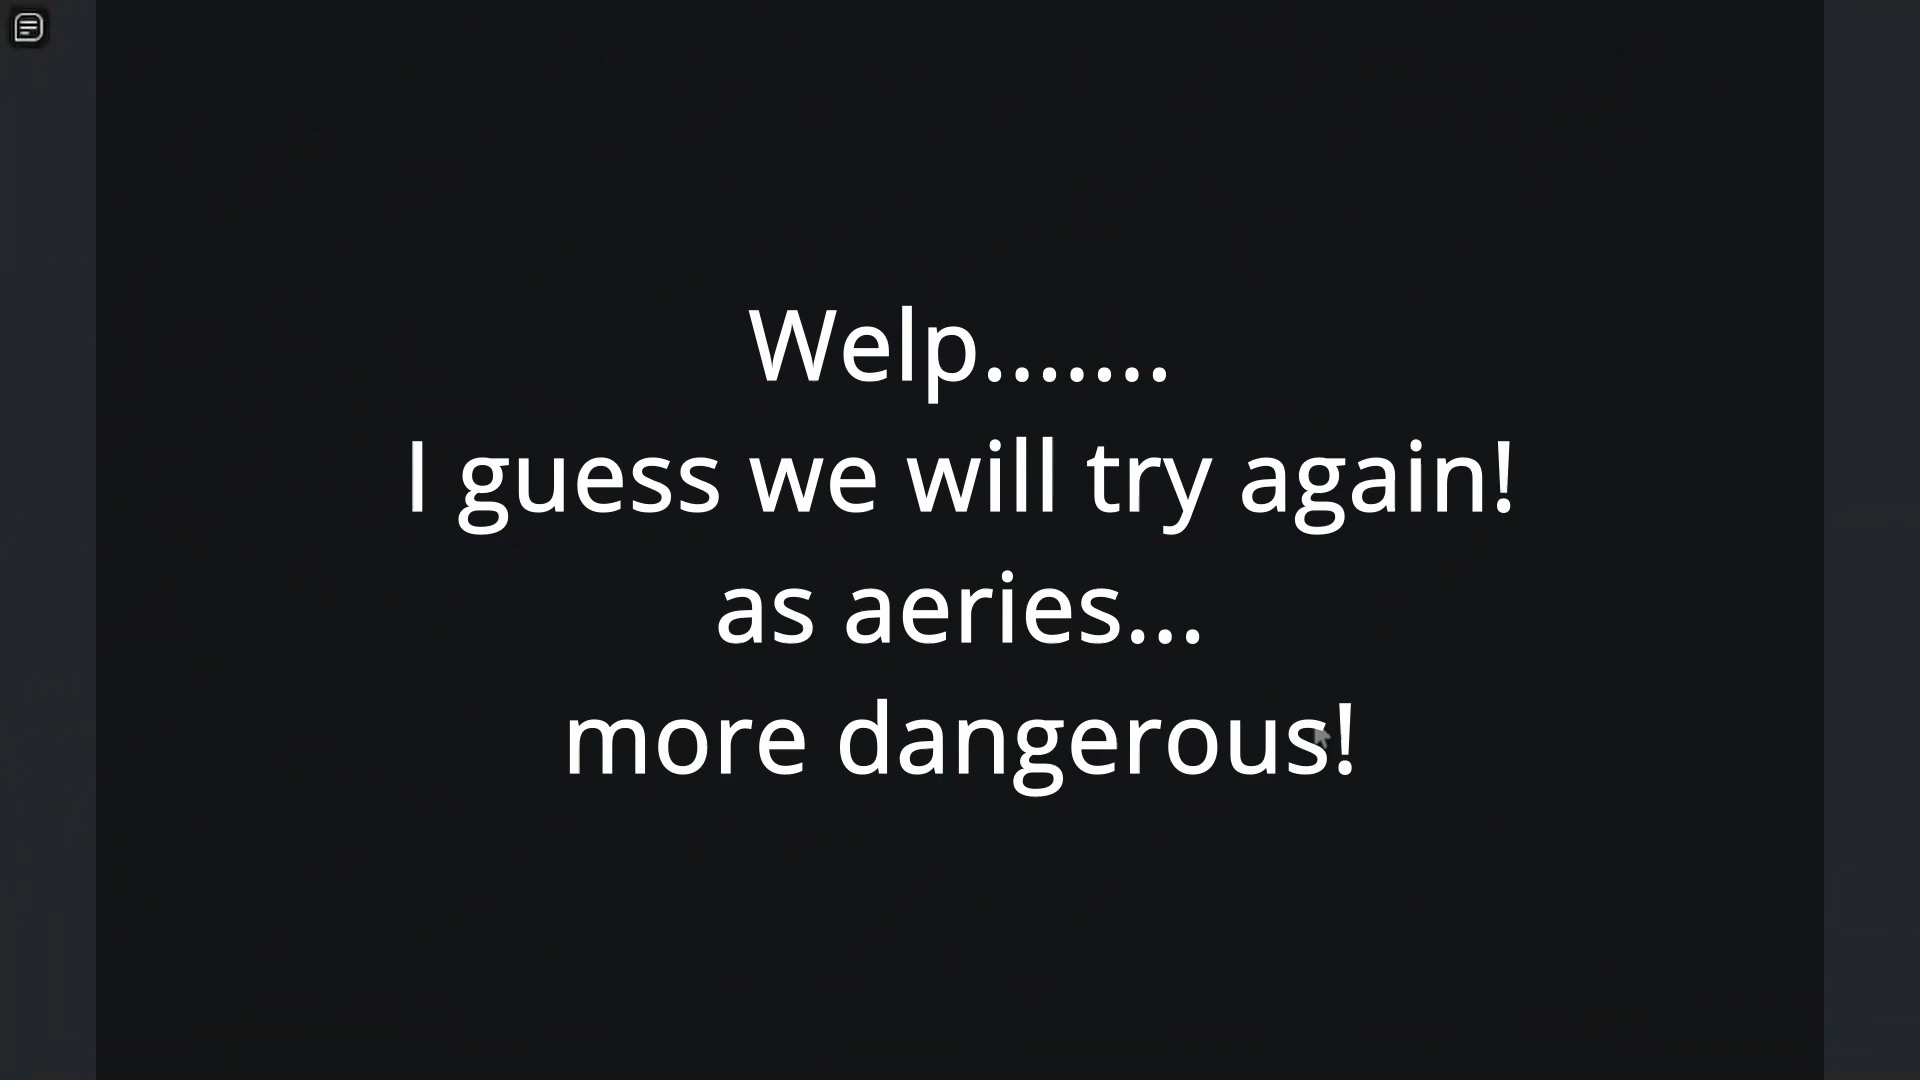 Welp.......
I guess we will try again!
as aeries...
more dangerous!